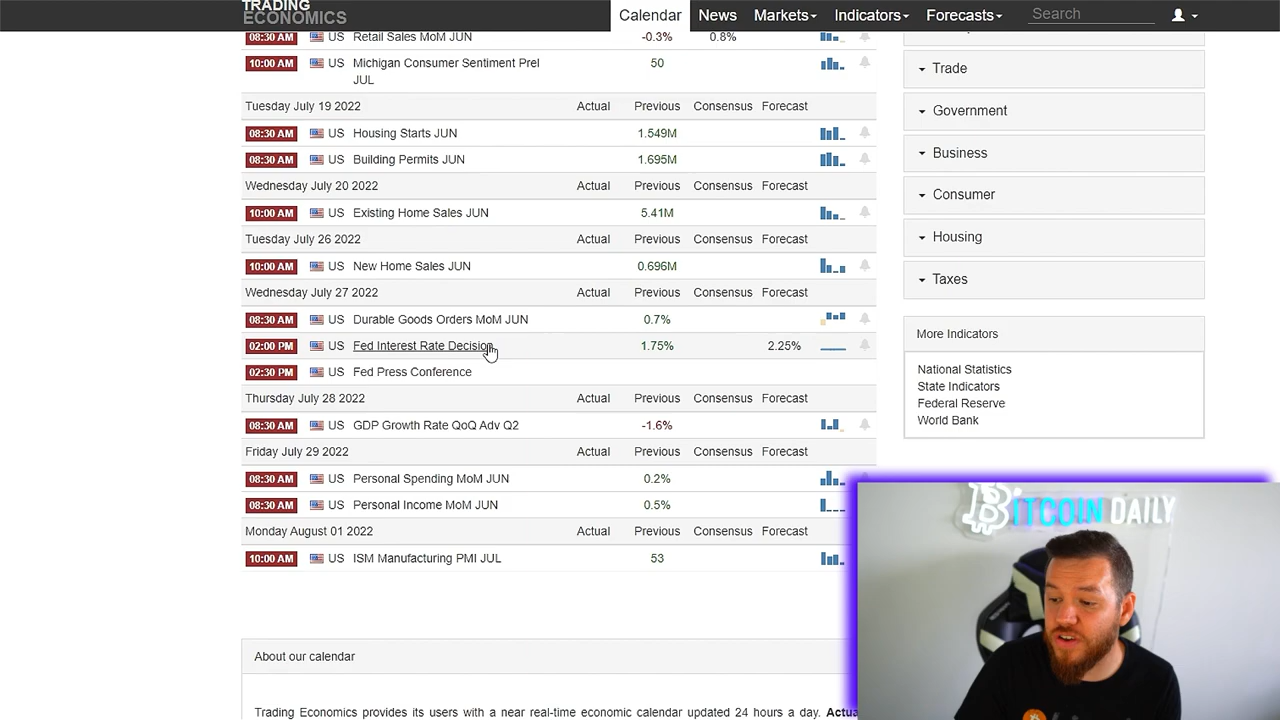 TRADING
ECONOMICS
Calendar News Markets Indicators Forecasts Search
08:30 AM US Retail Sales MoM JUN -0.3% 0.8%
10:00 AM US Michigan Consumer Sentiment Prel 50
JUL
Tuesday July 19 2022 Actual Previous Consensus Forecast
08:30 AM US Housing Starts JUN 1.549M
08:30 AM US Building Permits JUN 1.695M
Wednesday July 20 2022 Actual Previous Consensus Forecast
10:00 AM US Existing Home Sales JUN 5.41M
Tuesday July 26 2022 Actual Previous Consensus Forecast
10:00 AM US New Home Sales JUN 0.696M
Wednesday July 27 2022 Actual Previous Consensus Forecast
08:30 AM US Durable Goods Orders MoM JUN 0.7%
02:00 PM US Fed Interest Rate Decision 1.75% 2.25%
02:30 PM US Fed Press Conference
Thursday July 28 2022 Actual Previous Consensus Forecast
08:30 AM US GDP Growth Rate QoQ Adv Q2 -1.6%
Friday July 29 2022 Actual Previous Consensus Forecast
08:30 AM US Personal Spending MoM JUN 0.2%
08:30 AM US Personal Income MoM JUN 0.5%
Monday August 01 2022 Actual Previous Consensus Forecast
10:00 AM US ISM Manufacturing PMI JUL 53
About our calendar
Trading Economics provides its users with a near real-time economic calendar updated 24 hours a day. Actua
Trade
Government
Business
Consumer
Housing
Taxes
More Indicators
National Statistics
State Indicators
Federal Reserve
World Bank
BITCOIN DAILY